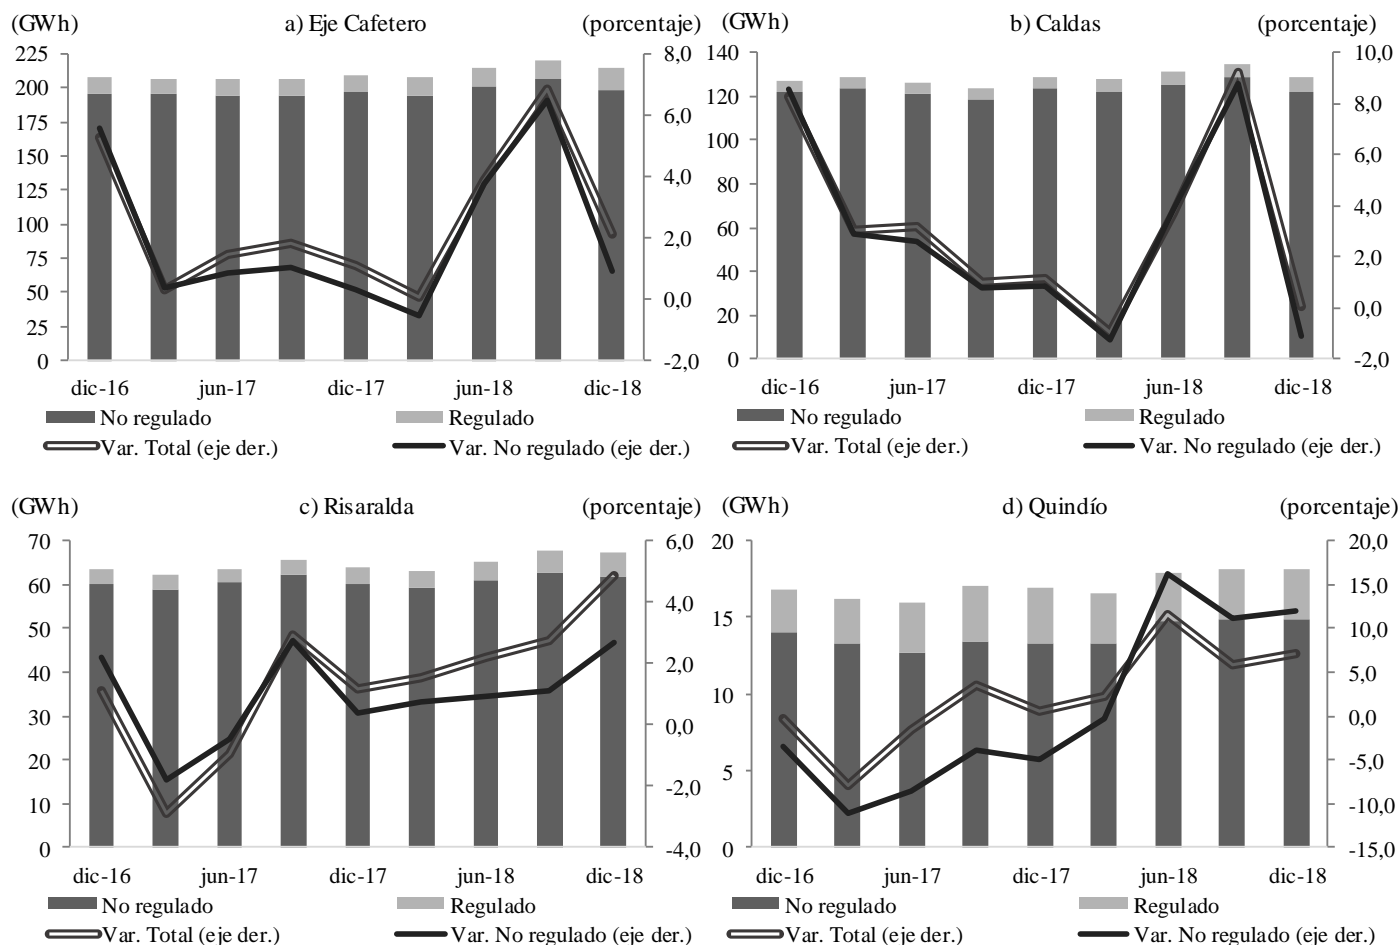 (GWh) a) Eje Cafetero (porcentaje)
225 8,0
200
175 6,0
150
125 4,0
100 2,0
75
50 0,0
25
0 -2,0
dic-16 jun-17 dic-17 jun-18 dic-18
No regulado Regulado
Var. Total (eje der.) Var. No regulado (eje der.)
(GWh) b) Caldas (porcentaje)
140 10,0
120 8,0
100 6,0
80
60 4,0
40 2,0
20 0,0
0 -2,0
dic-16 jun-17 dic-17 jun-18 dic-18
No regulado Regulado
Var. Total (eje der.) Var. No regulado (eje der.)
(GWh) c) Risaralda (porcentaje)
70 6,0
60 4,0
50
40 2,0
30 0,0
20
10 -2,0
0 -4,0
dic-16 jun-17 dic-17 jun-18 dic-18
No regulado Regulado
Var. Total (eje der.) Var. No regulado (eje der.)
(GWh) d) Quindío (porcentaje)
20 20,0
15,0
15 10,0
5,0
10 0,0
5 -5,0
-10,0
0 -15,0
dic-16 jun-17 dic-17 jun-18 dic-18
No regulado Regulado
Var. Total (eje der.) Var. No regulado (eje der.)